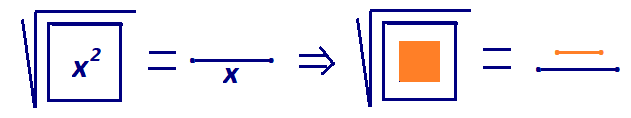 √x² = x ⇒ √ =